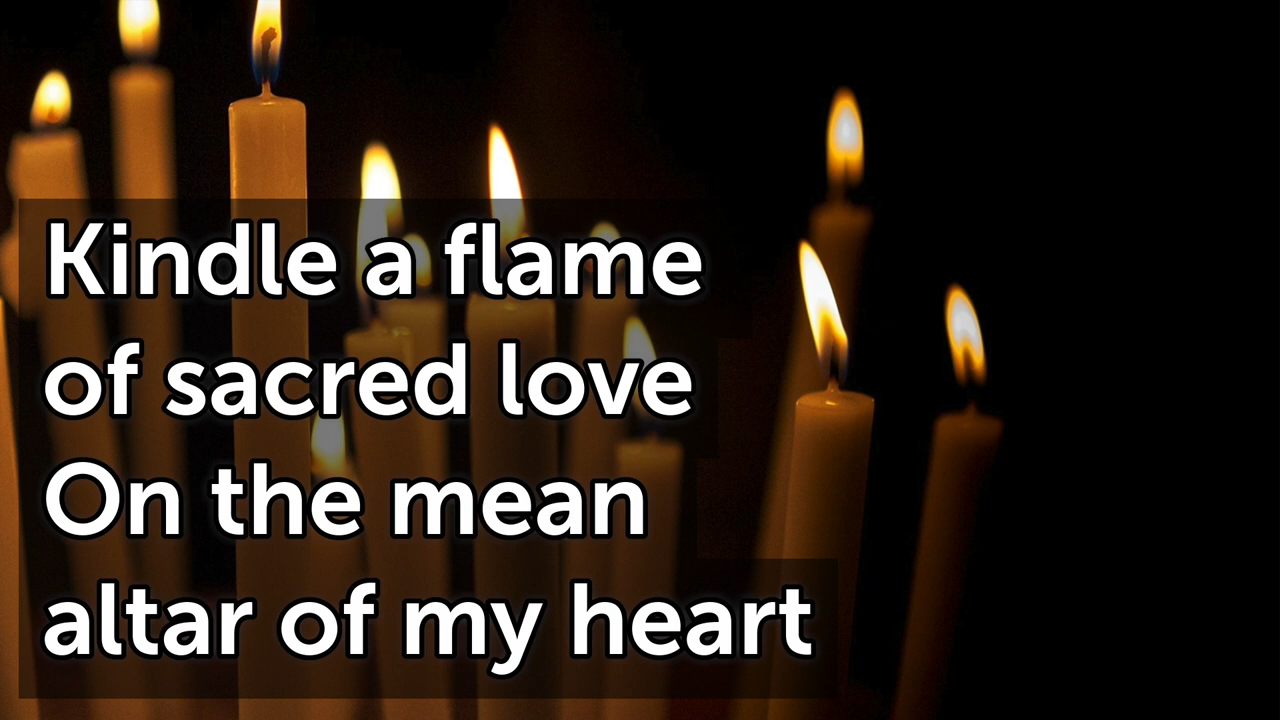 Kindle a flame
of sacred love
On the mean
altar of my heart